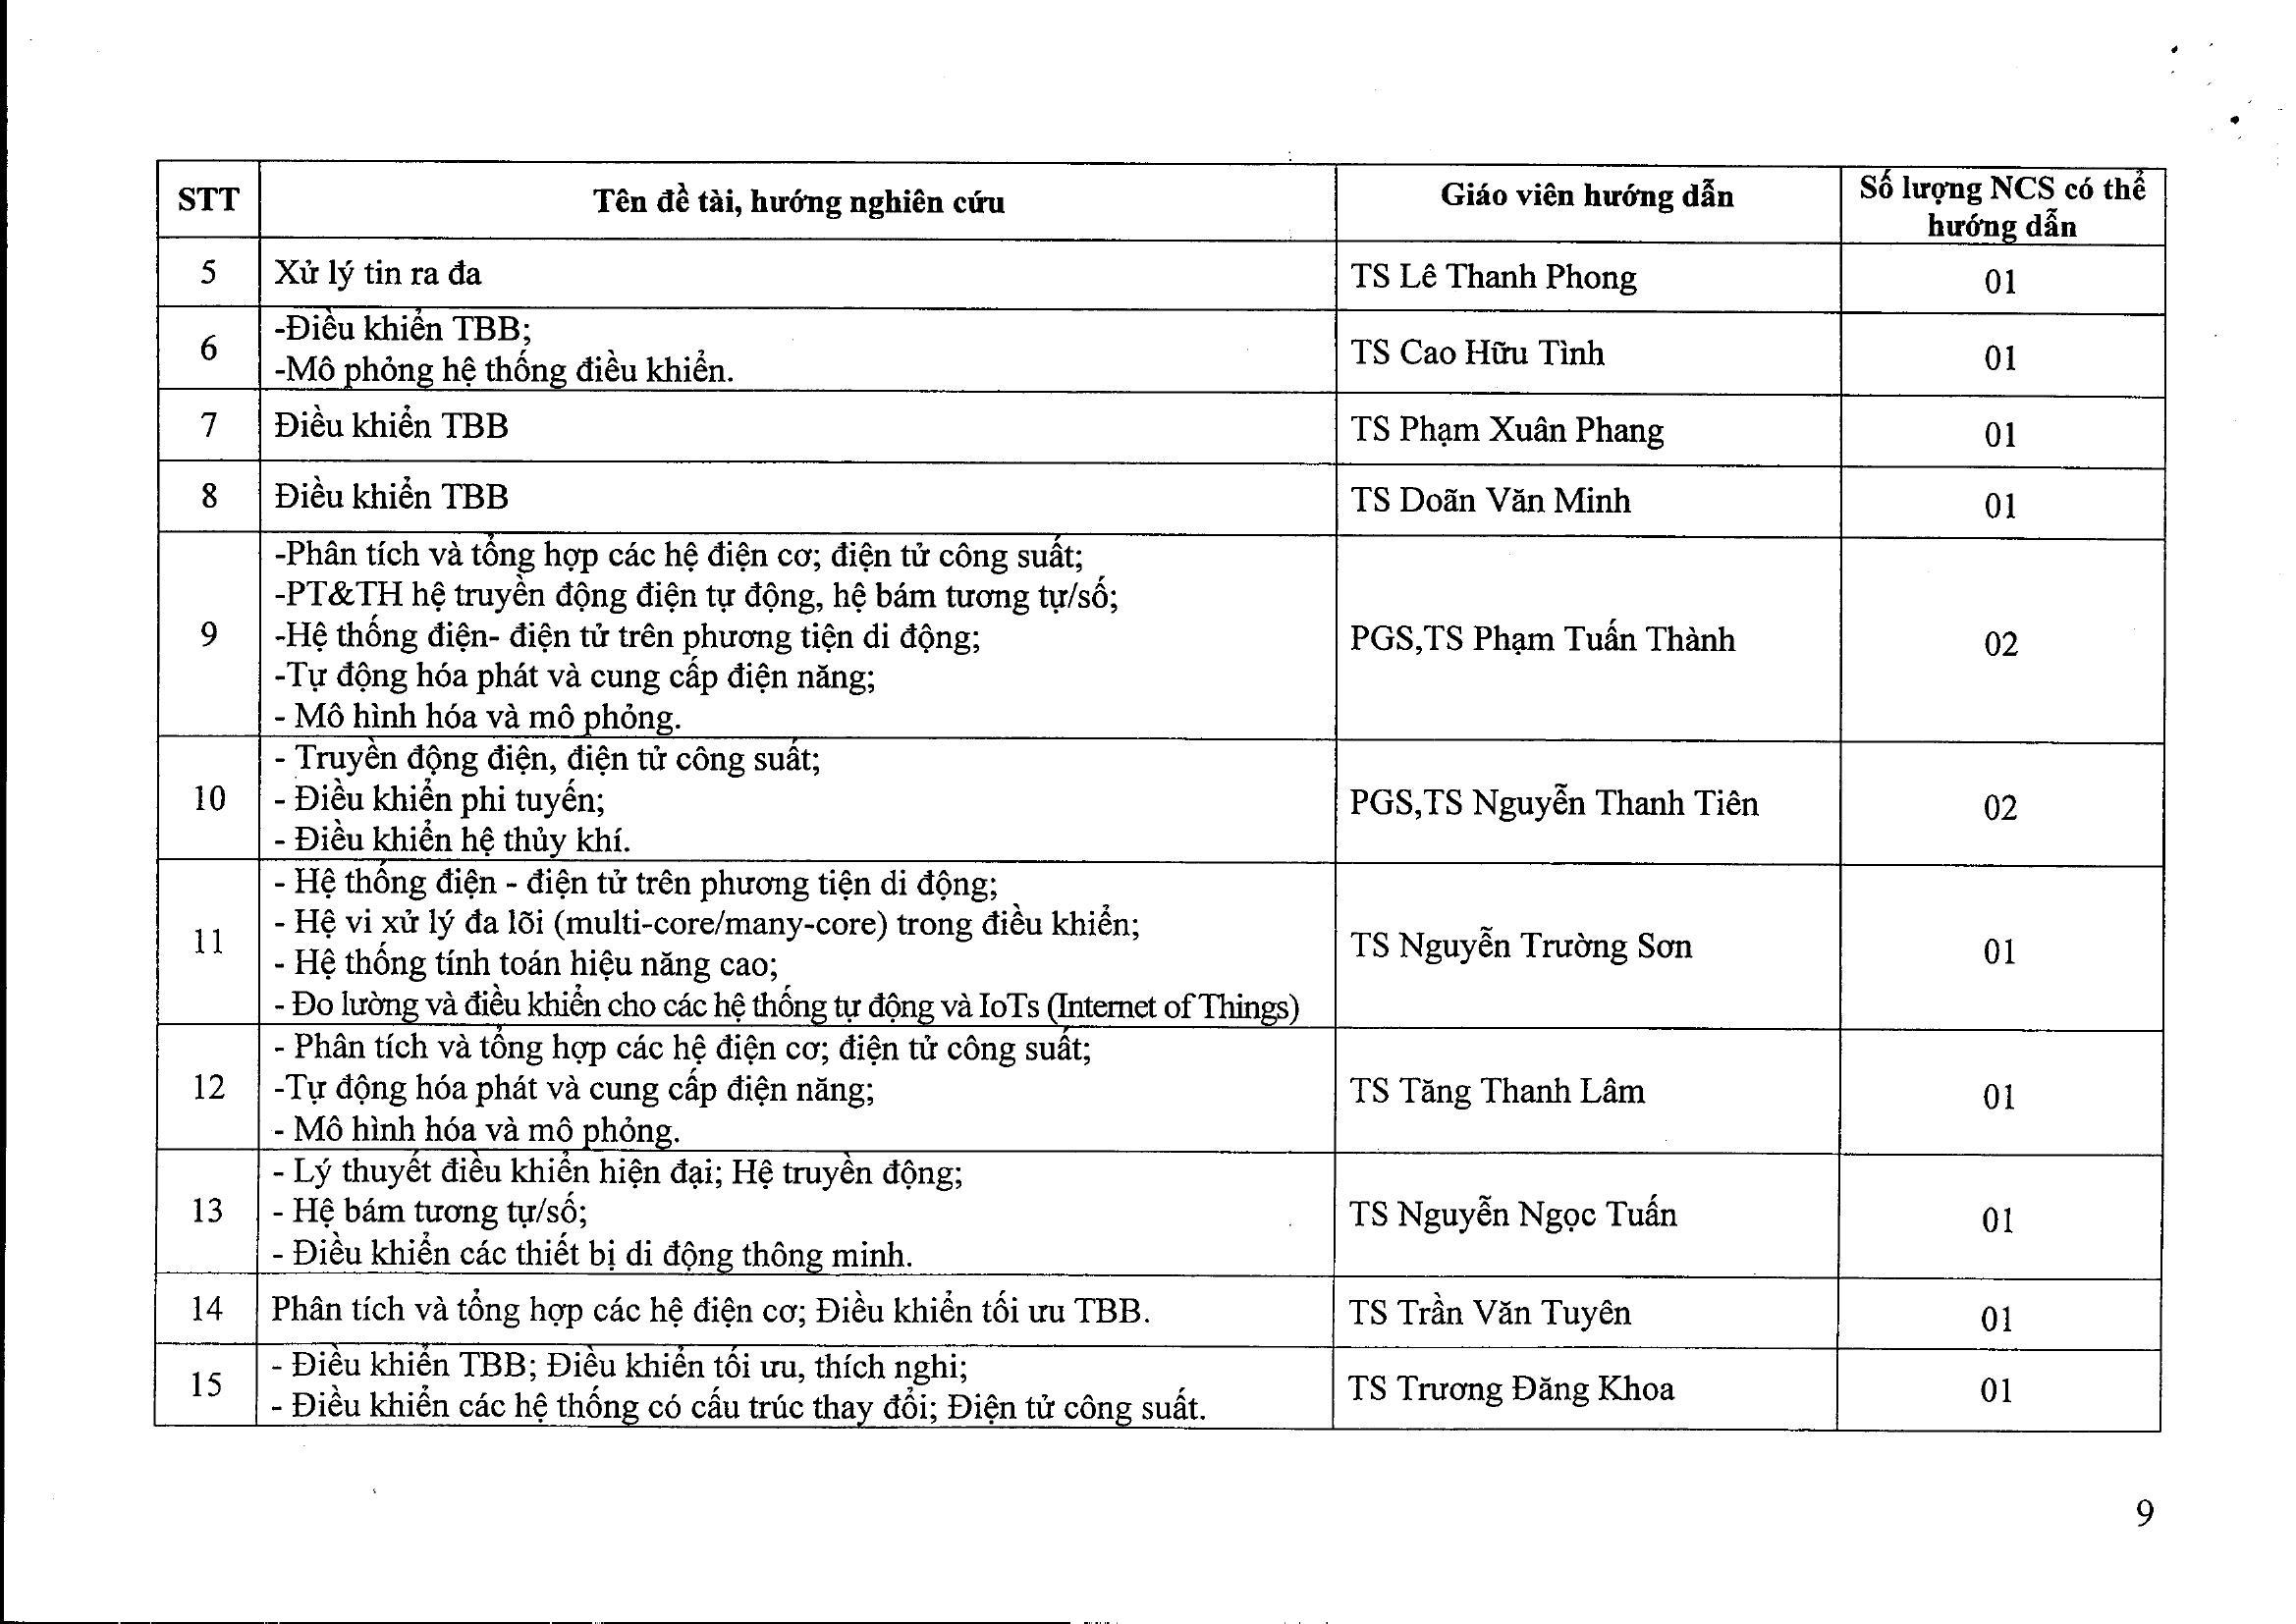 STT
Tên đề tài, hướng nghiên cứu
Giáo viên hướng dẫn
Số lượng NCS có thể
hướng dẫn
5
Xử lý tin ra đa
TS Lê Thanh Phong
01
6
-Điều khiển TBB;
-Mô phỏng hệ thống điều khiển.
TS Cao Hữu Tình
01
7
Điều khiển TBB
TS Phạm Xuân Phang
01
8
Điều khiển TBB
TS Doãn Văn Minh
01
9
-Phân tích và tổng hợp các hệ điện cơ; điện tử công suất;
-PT&TH hệ truyền động điện tự động, hệ bám tương tự/số;
-Hệ thống điện- điện tử trên phương tiện di động;
-Tự động hóa phát và cung cấp điện năng;
- Mô hình hóa và mô phỏng.
PGS,TS Phạm Tuấn Thành
02
10
- Truyền động điện, điện tử công suất;
- Điều khiển phi tuyến;
- Điều khiển hệ thủy khí.
PGS,TS Nguyễn Thanh Tiên
02
11
- Hệ thống điện - điện tử trên phương tiện di động;
- Hệ vi xử lý đa lõi (multi-core/many-core) trong điều khiển;
- Hệ thống tính toán hiệu năng cao;
- Đo lường và điều khiển cho các hệ thống tự động và IoTs (Internet of Things)
TS Nguyễn Trường Sơn
01
12
- Phân tích và tổng hợp các hệ điện cơ; điện tử công suất;
-Tự động hóa phát và cung cấp điện năng;
- Mô hình hóa và mô phỏng.
TS Tăng Thanh Lâm
01
13
- Lý thuyết điều khiển hiện đại; Hệ truyền động;
- Hệ bám tương tự/số;
- Điều khiển các thiết bị di động thông minh.
TS Nguyễn Ngọc Tuấn
01
14
Phân tích và tổng hợp các hệ điện cơ; Điều khiển tối ưu TBB.
TS Trần Văn Tuyên
01
15
- Điều khiển TBB; Điều khiển tối ưu, thích nghi;
- Điều khiển các hệ thống có cấu trúc thay đổi; Điện tử công suất.
TS Trương Đăng Khoa
01
9